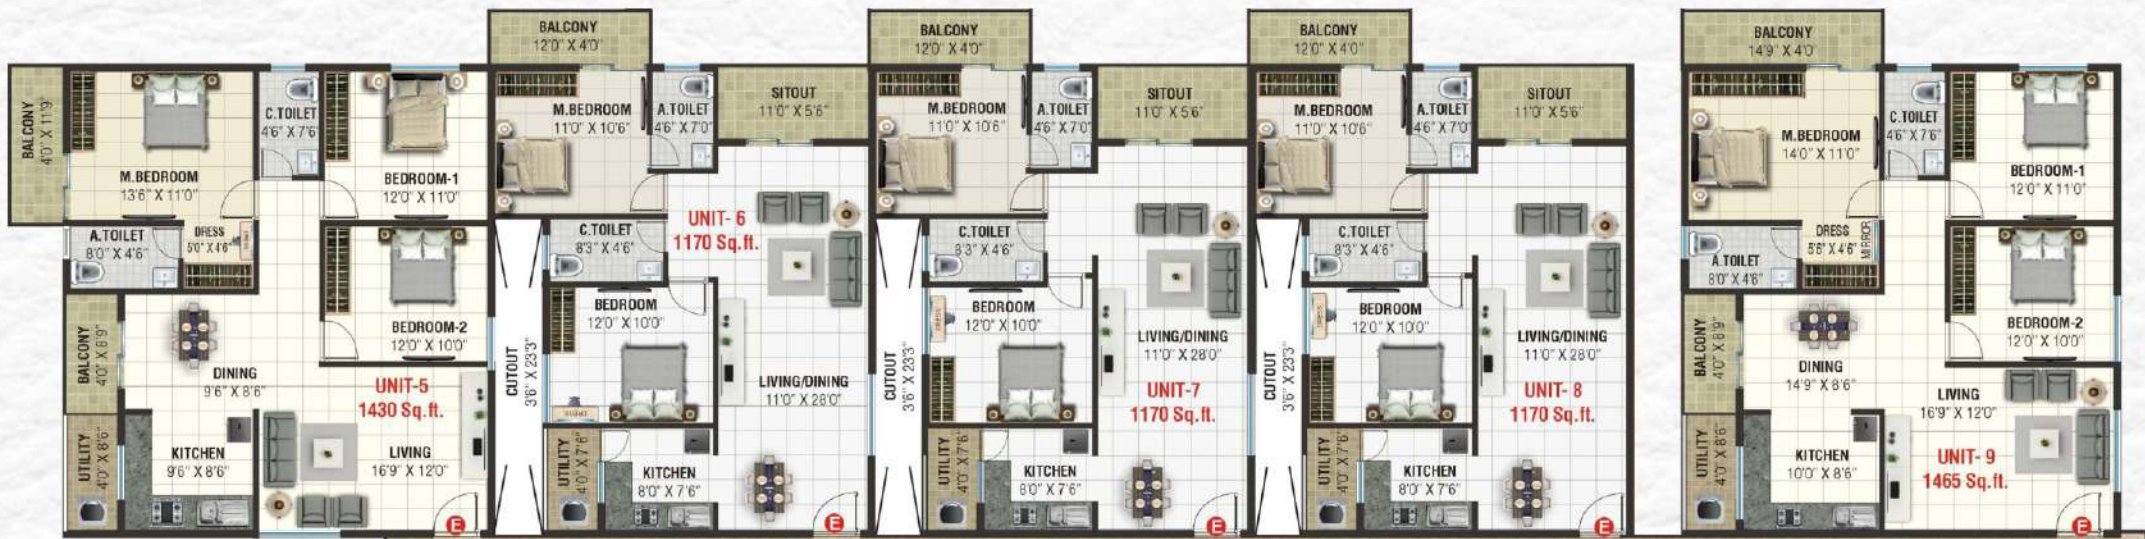 BALCONY
4'0" X 11'9"
M.BEDROOM
13'6" X 11'0"
C.TOILET
4'6" X 7'6"
BEDROOM-1
12'0" X 11'0"
A.TOILET
8'0" X 4'6"
DRESS
5'0" X 4'6"
BALCONY
4'0" X 8'9"
BEDROOM-2
12'0" X 10'0"
DINING
9'6" X 8'6"
UNIT-5
1430 Sq.ft.
UTILITY
4'0" X 8'6"
KITCHEN
9'6" X 8'6"
LIVING
16'9" X 12'0"
E
BALCONY
12'0" X 4'0"
M.BEDROOM
11'0" X 10'6"
A.TOILET
4'6" X 7'0"
SITOUT
11'0" X 5'6"
UNIT- 6
1170 Sq.ft.
C.TOILET
8'3" X 4'6"
CUTOUT
3'6" X 23'3"
BEDROOM
12'0" X 10'0"
DRESS
LIVING/DINING
11'0" X 28'0"
UTILITY
4'0" X 7'6"
KITCHEN
8'0" X 7'6"
E
BALCONY
12'0" X 4'0"
M.BEDROOM
11'0" X 10'6"
A.TOILET
4'6" X 7'0"
SITOUT
11'0" X 5'6"
C.TOILET
8'3" X 4'6"
CUTOUT
3'6" X 23'3"
DRESS
BEDROOM
12'0" X 10'0"
LIVING/DINING
11'0" X 28'0"
UNIT-7
1170 Sq.ft.
UTILITY
4'0" X 7'6"
KITCHEN
8'0" X 7'6"
E
BALCONY
12'0" X 4'0"
M.BEDROOM
11'0" X 10'6"
A.TOILET
4'6" X 7'0"
SITOUT
11'0" X 5'6"
C.TOILET
8'3" X 4'6"
CUTOUT
3'6" X 23'3"
DRESS
BEDROOM
12'0" X 10'0"
LIVING/DINING
11'0" X 28'0"
UNIT- 8
1170 Sq.ft.
UTILITY
4'0" X 7'6"
KITCHEN
8'0" X 7'6"
E
BALCONY
14'9" X 4'0"
M.BEDROOM
14'0" X 11'0"
C.TOILET
4'6" X 7'6"
BEDROOM-1
12'0" X 11'0"
A.TOILET
8'0" X 4'6"
DRESS
5'6" X 4'6"
MIRROR
BALCONY
4'0" X 8'9"
BEDROOM-2
12'0" X 10'0"
DINING
14'9" X 8'6"
LIVING
16'9" X 12'0"
UTILITY
4'0" X 8'6"
KITCHEN
10'0" X 8'6"
UNIT- 9
1465 Sq.ft.
E